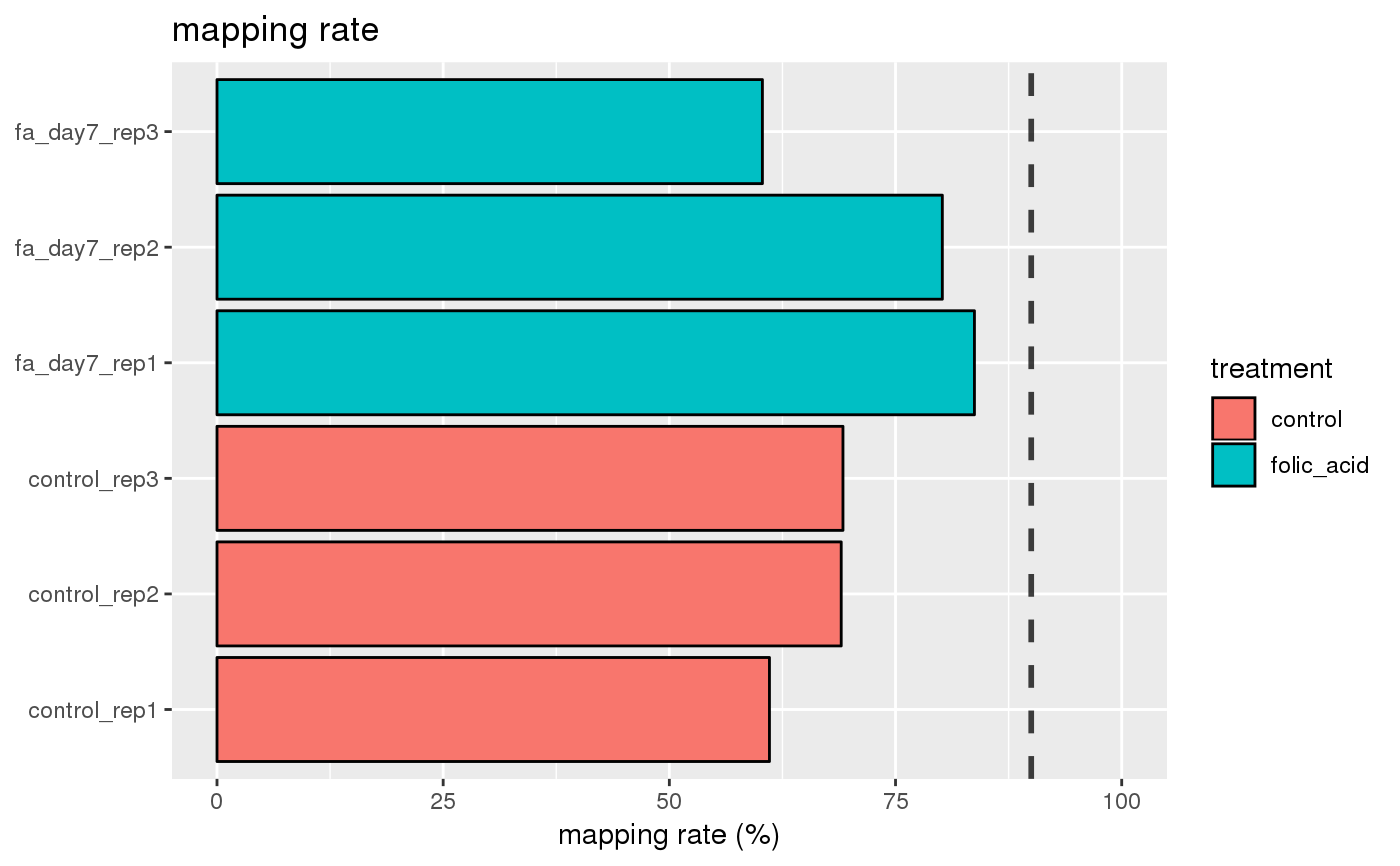 mapping rate
fa_day7_rep3
fa_day7_rep2
fa_day7_rep1
control_rep3
control_rep2
control_rep1
0 25 50 75 100
mapping rate (%)
treatment
control
folic_acid